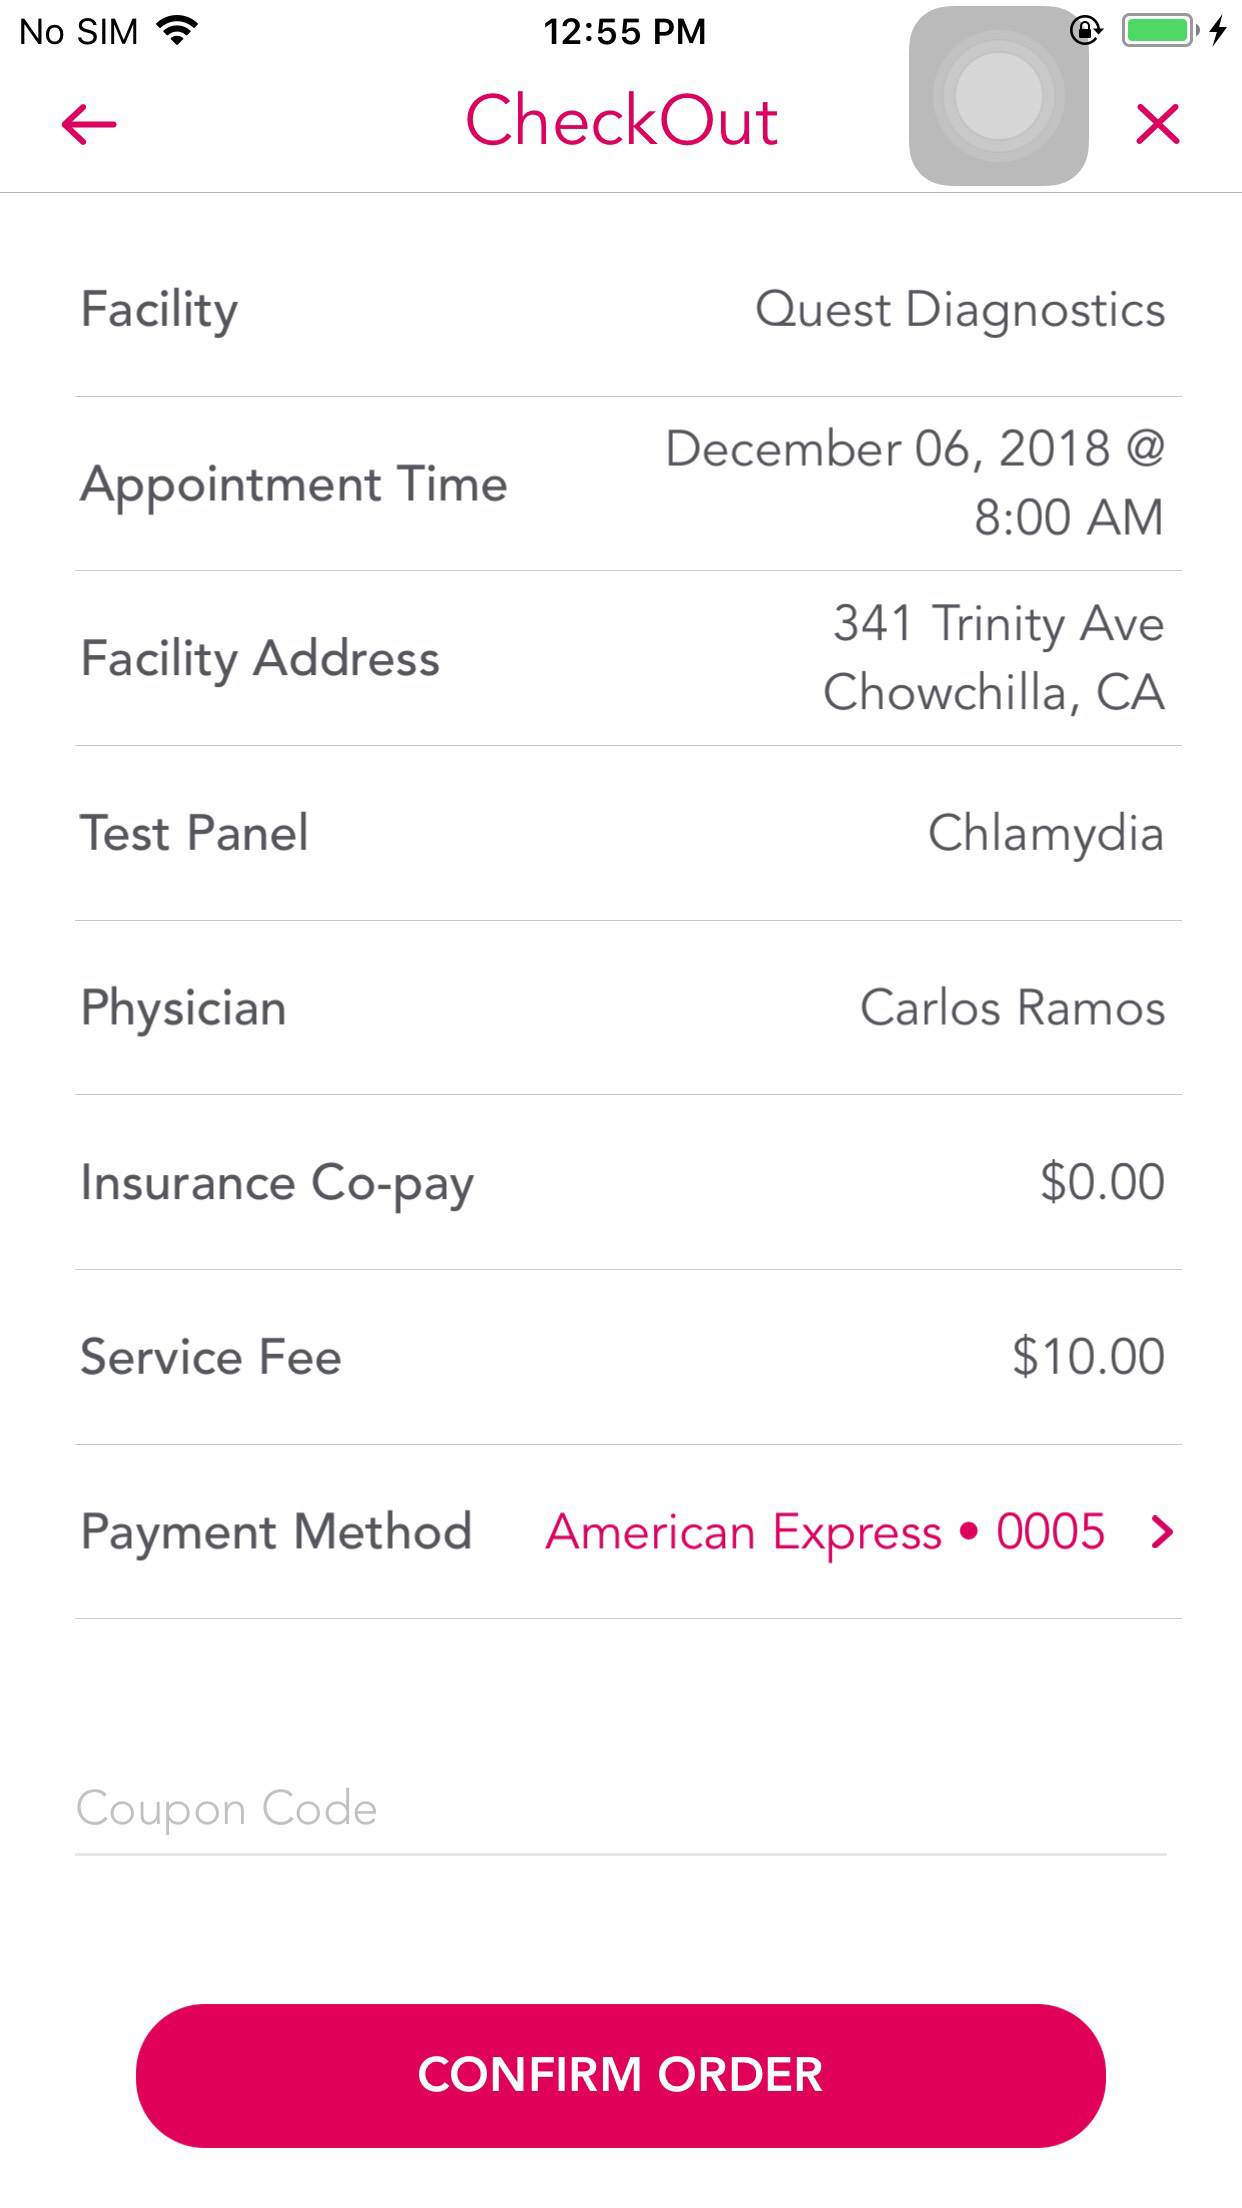 No SIM 12:55 PM
CheckOut
Facility Quest Diagnostics
Appointment Time December 06, 2018 @
8:00 AM
Facility Address 341 Trinity Ave
Chowchilla, CA
Test Panel Chlamydia
Physician Carlos Ramos
Insurance Co-pay $0.00
Service Fee $10.00
Payment Method American Express • 0005
Coupon Code
CONFIRM ORDER